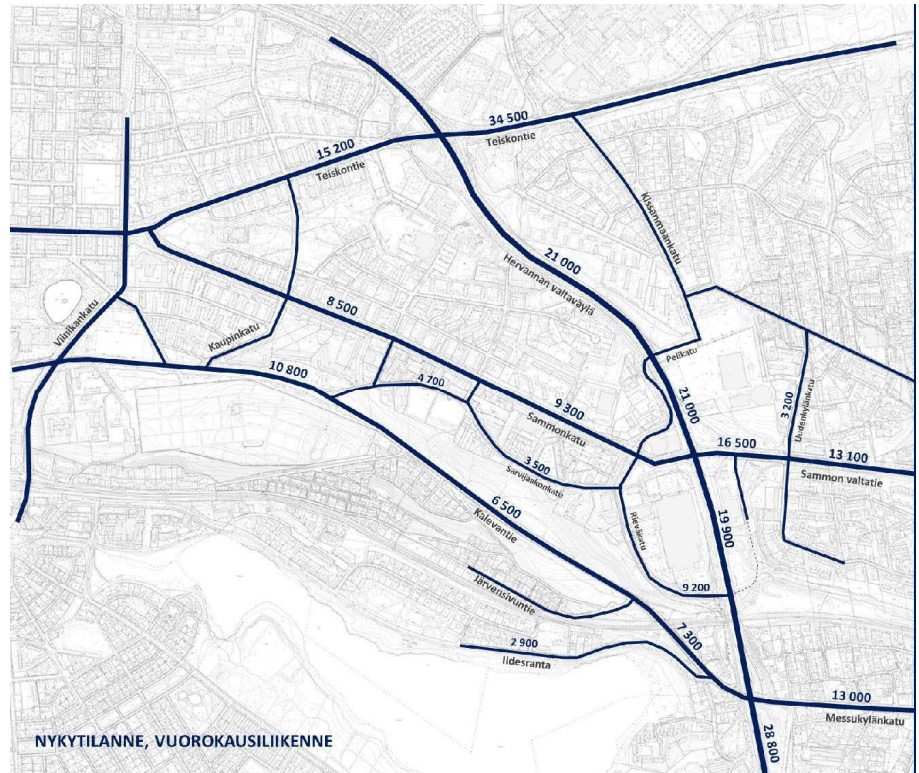 34 500
Teiskontie
15 200
Teiskontie
Kissanmaankatu
21 000
Hervannan valtaväylä
Viinikankatu
8 500
Kaupinkatu
10 800
Pelikatu
4 700
21 000
3 200
Uudenkylänkatu
9 300
Sammonkatu
16 500
13 100
Sammon valtatie
3 500
Sarvijaakonkatu
6 500
Kalevantie
Rieväkatu
19 900
9 200
Järvensivuntie
7 300
2 900
Iidesranta
13 000
Messukylänkatu
28 800
NYKYTILANNE, VUOROKAUSILIIKENNE